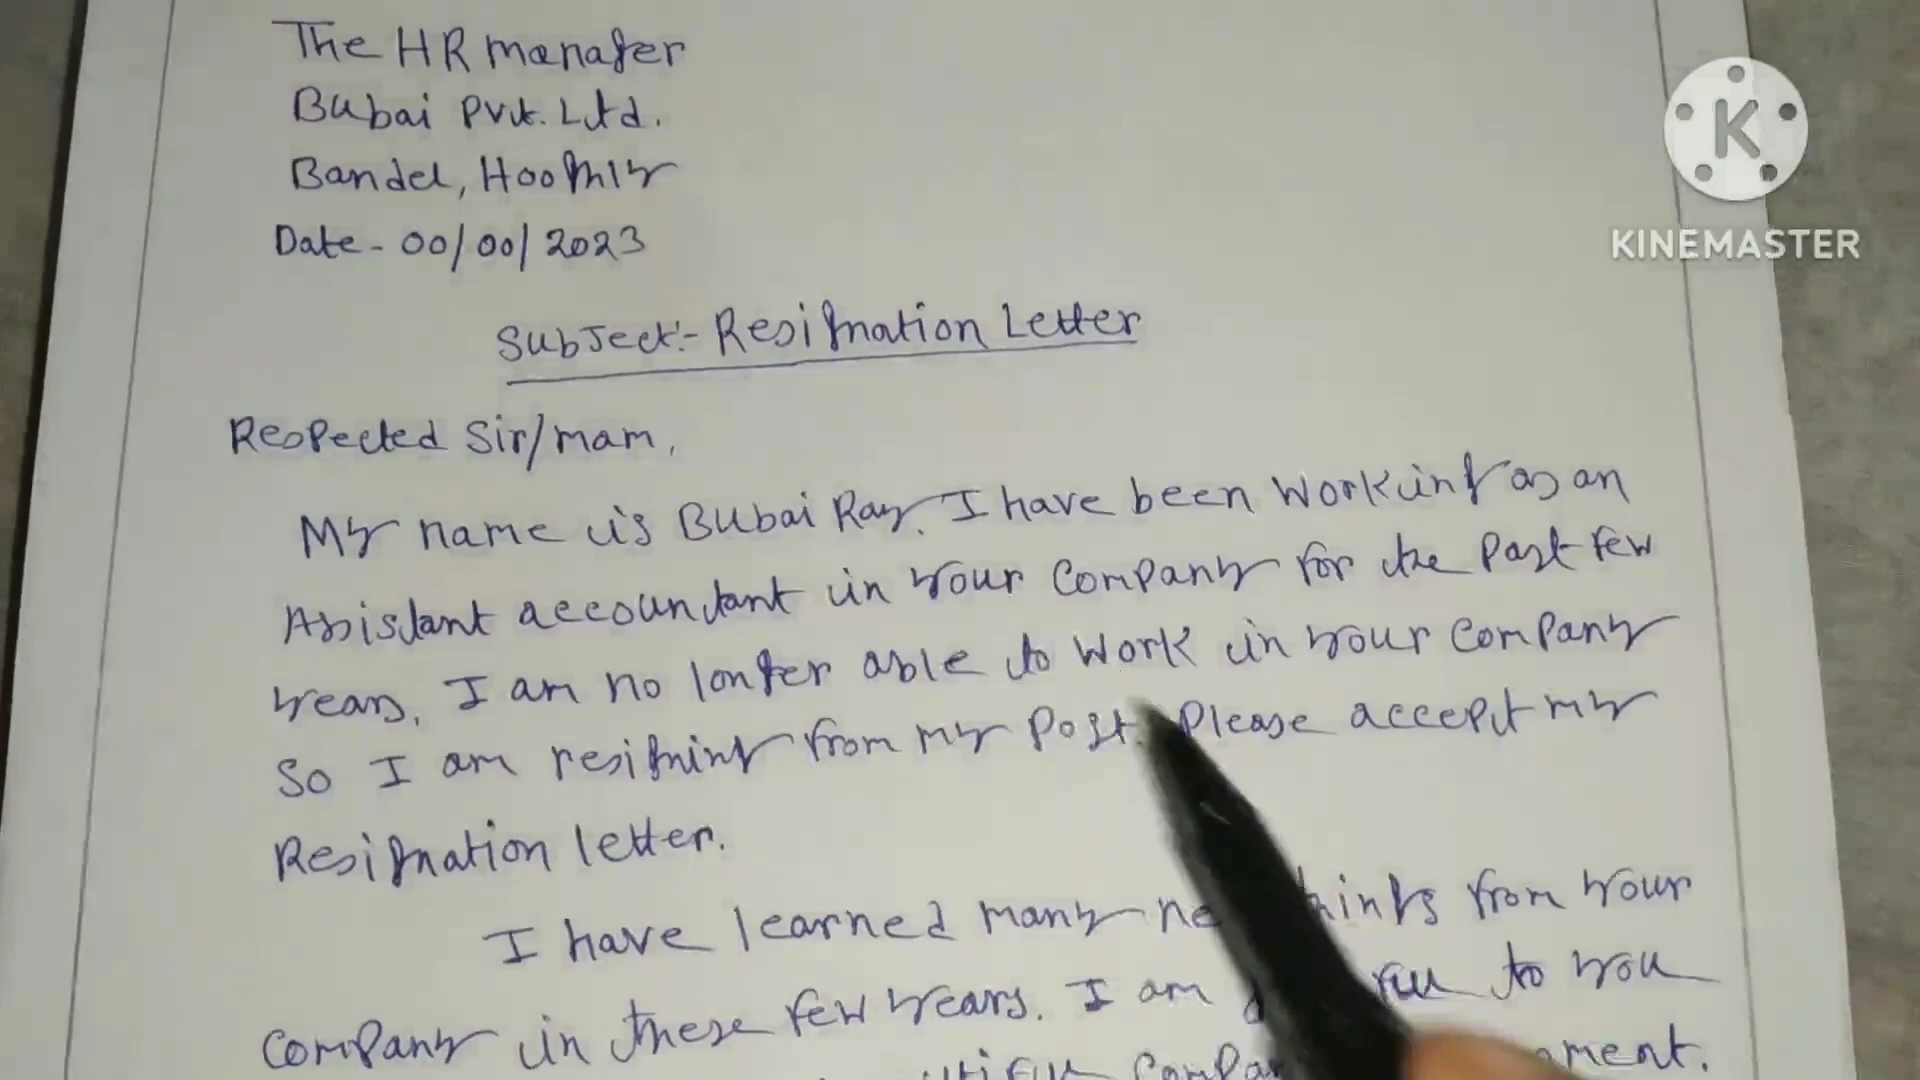 The HR manager
Bubai Pvt. Ltd.
Bandel, Hooghly
Date - 00/00/2023
KINEMASTER
Subject:- Resignation Letter
Respected Sir/mam,
My name is Bubai Ray. I have been working as an
Assistant accountant in your company for the past few
years. I am no longer able to work in your company
So I am resigning from my post. Please accept my
Resignation letter.
I have learned many things from your
company in these few years. I am to you